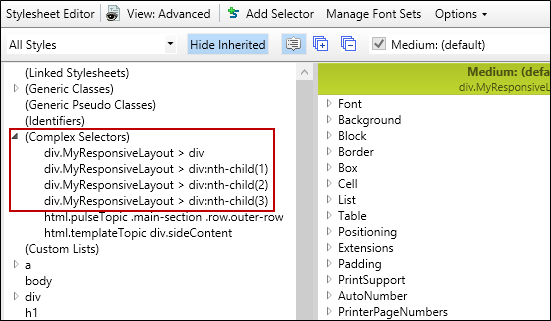 Stylesheet Editor View: Advanced Add Selector Manage Font Sets Options
All Styles Hide Inherited Medium: (default)
(Linked Stylesheets)
(Generic Classes)
(Generic Pseudo Classes)
(Identifiers)
(Complex Selectors)
div.MyResponsiveLayout > div
div.MyResponsiveLayout > div:nth-child(1)
div.MyResponsiveLayout > div:nth-child(2)
div.MyResponsiveLayout > div:nth-child(3)
html.pulseTopic .main-section .row.outer-row
html.templateTopic div.sideContent
(Custom Lists)
a
body
div
h1
Medium: (defa
div.MyResponsiveL
Font
Background
Block
Border
Box
Cell
List
Table
Positioning
Extensions
Padding
PrintSupport
AutoNumber
PrinterPageNumbers